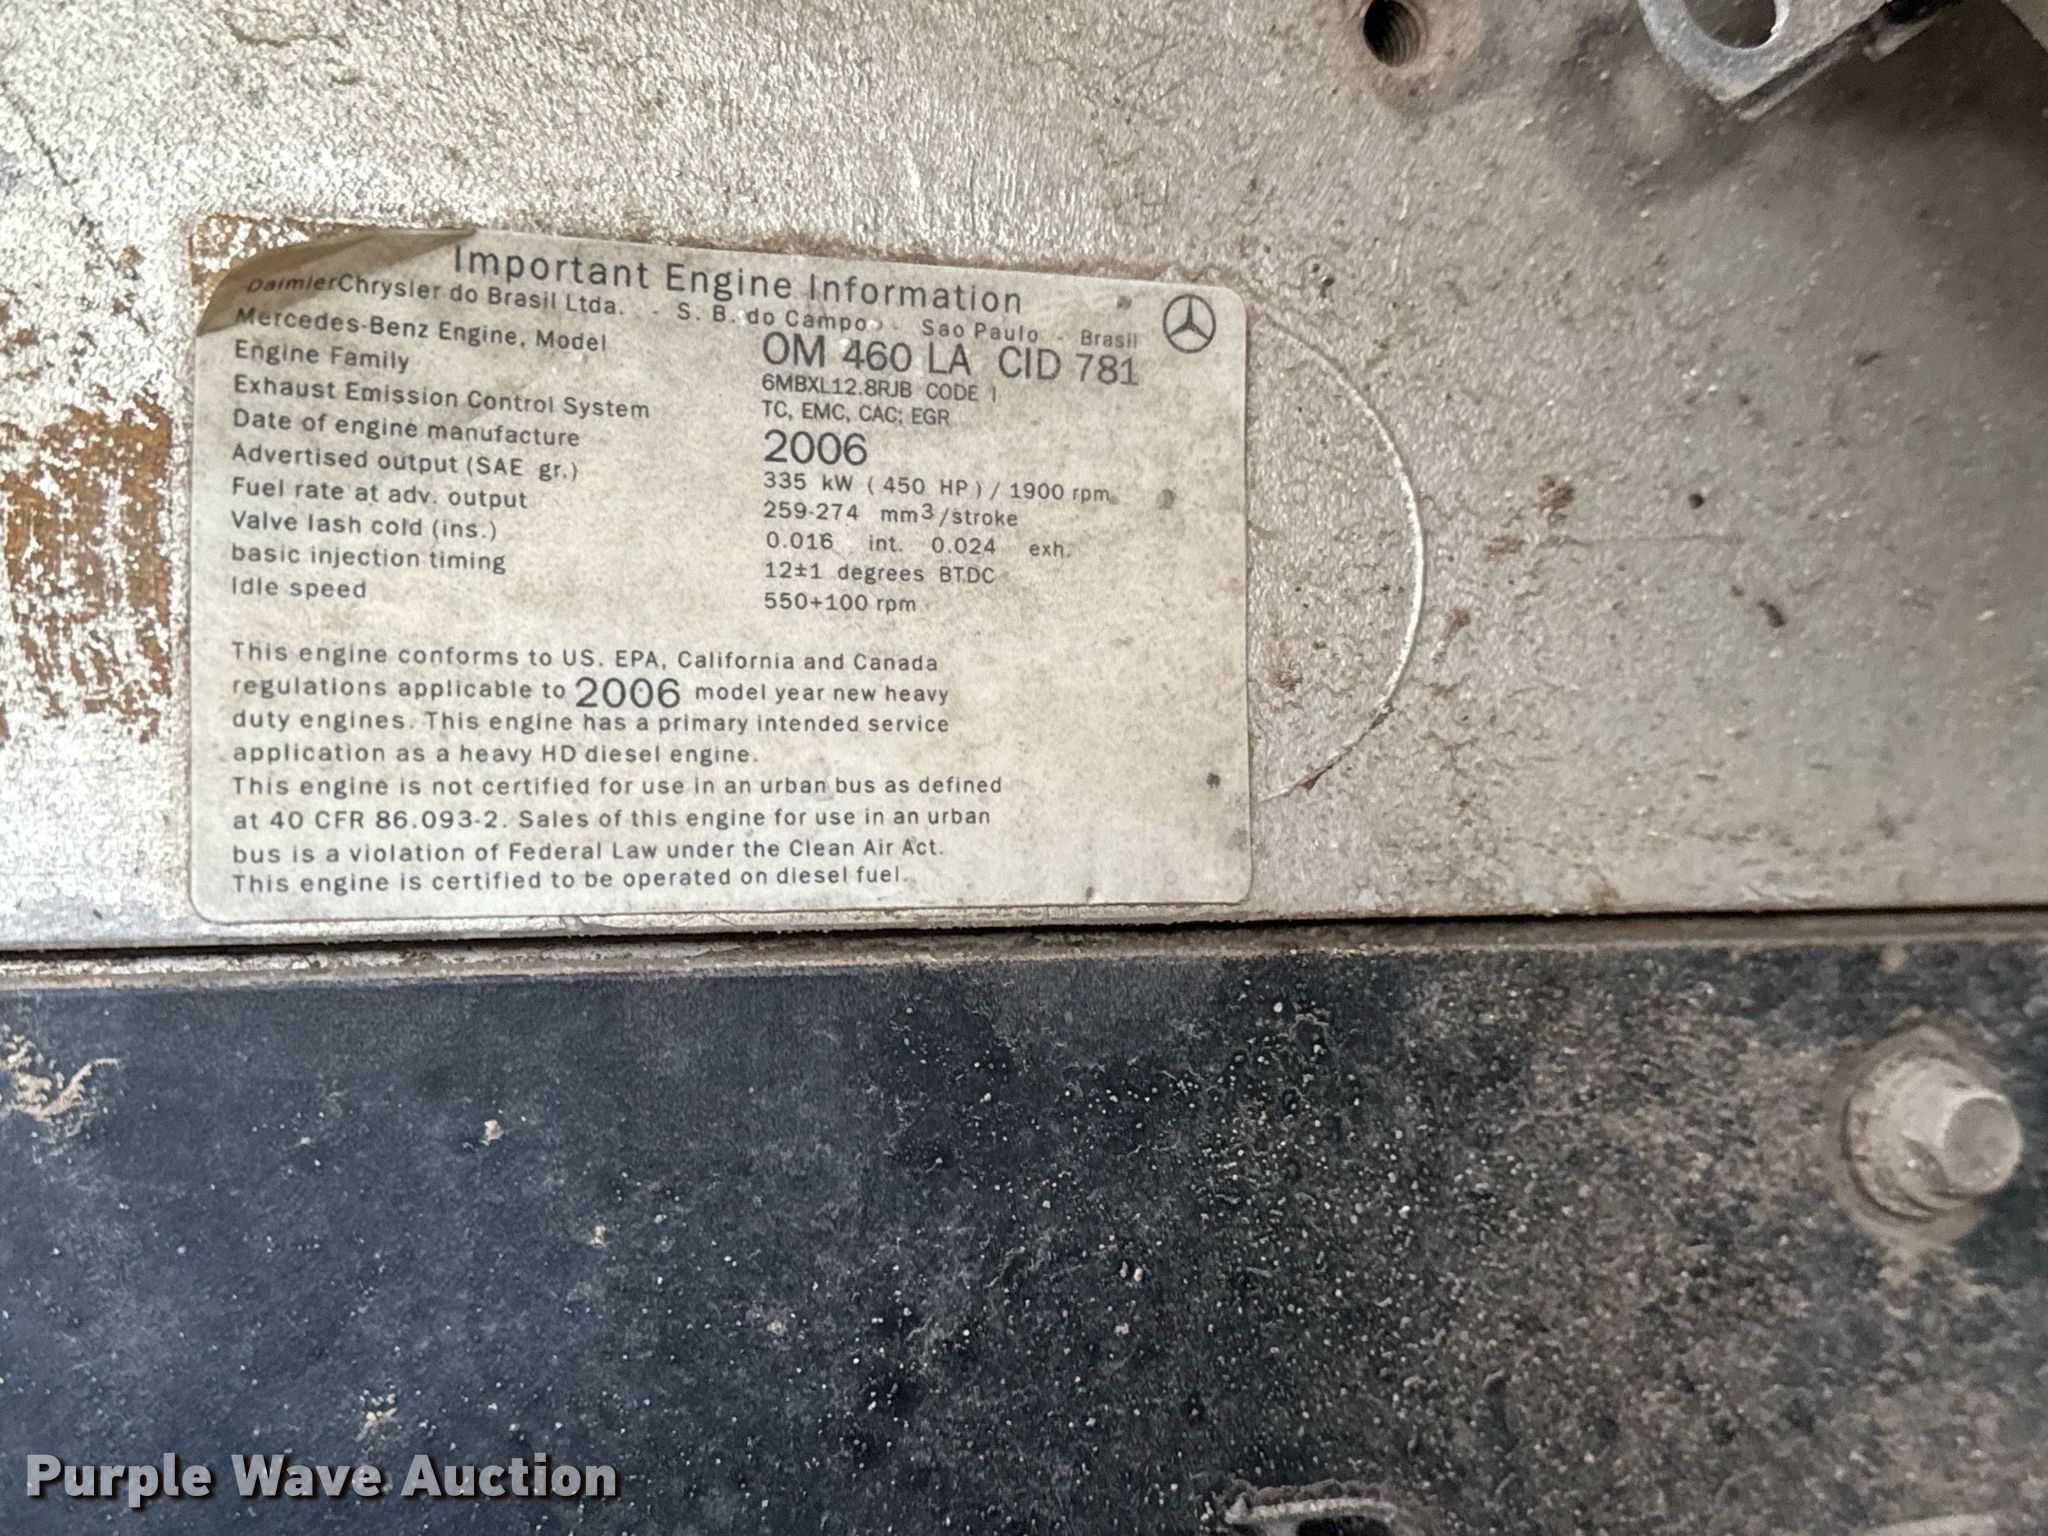 Important Engine Information
DaimlerChrysler do Brasil Ltda. - S. B. do Campo - Sao Paulo - Brasil
Mercedes-Benz Engine, Model OM 460 LA CID 781
Engine Family 6MBXL12.8RJB CODE 1
Exhaust Emission Control System TC, EMC, CAC; EGR
Date of engine manufacture 2006
Advertised output (SAE gr.) 335 kW (450 HP) / 1900 rpm
Fuel rate at adv. output 259-274 mm3/stroke
Valve lash cold (ins.) 0.016 int. 0.024 exh.
basic injection timing 12±1 degrees BTDC
Idle speed 550+100 rpm
This engine conforms to US. EPA, California and Canada
regulations applicable to 2006 model year new heavy
duty engines. This engine has a primary intended service
application as a heavy HD diesel engine.
This engine is not certified for use in an urban bus as defined
at 40 CFR 86.093-2. Sales of this engine for use in an urban
bus is a violation of Federal Law under the Clean Air Act.
This engine is certified to be operated on diesel fuel.
Purple Wave Auction